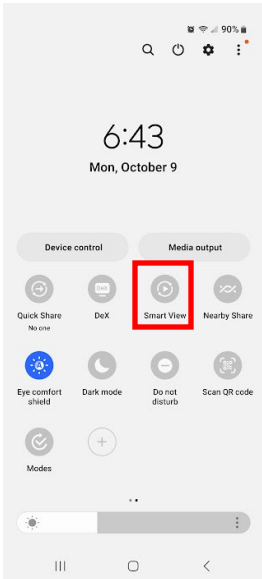 90%
6:43
Mon, October 9
Device control
Media output
DeX
Quick Share
No one
DeX
Smart View
Nearby Share
A
Eye comfort
shield
Dark mode
Do not
disturb
Scan QR code
Modes